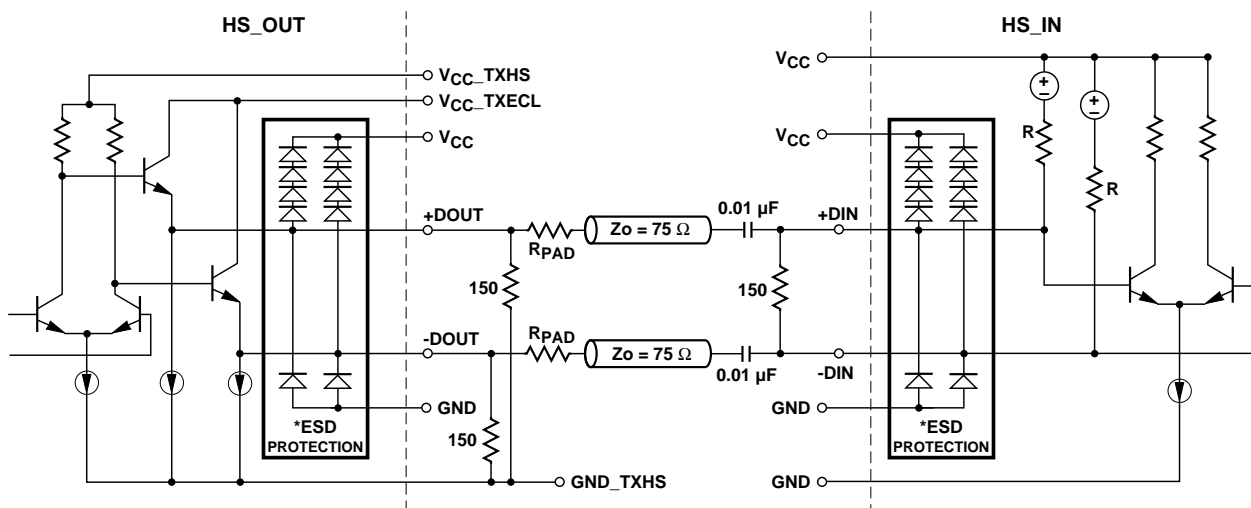 HS_OUT
HS_IN
VCC_TXHS
VCC_TXECL
VCC
VCC
VCC
+
−
+
−
R
R
+DOUT
RPAD
Zo = 75 Ω
0.01 µF
+DIN
150
150
-DOUT
RPAD
Zo = 75 Ω
0.01 µF
-DIN
GND
GND
*ESD
PROTECTION
150
*ESD
PROTECTION
GND_TXHS
GND